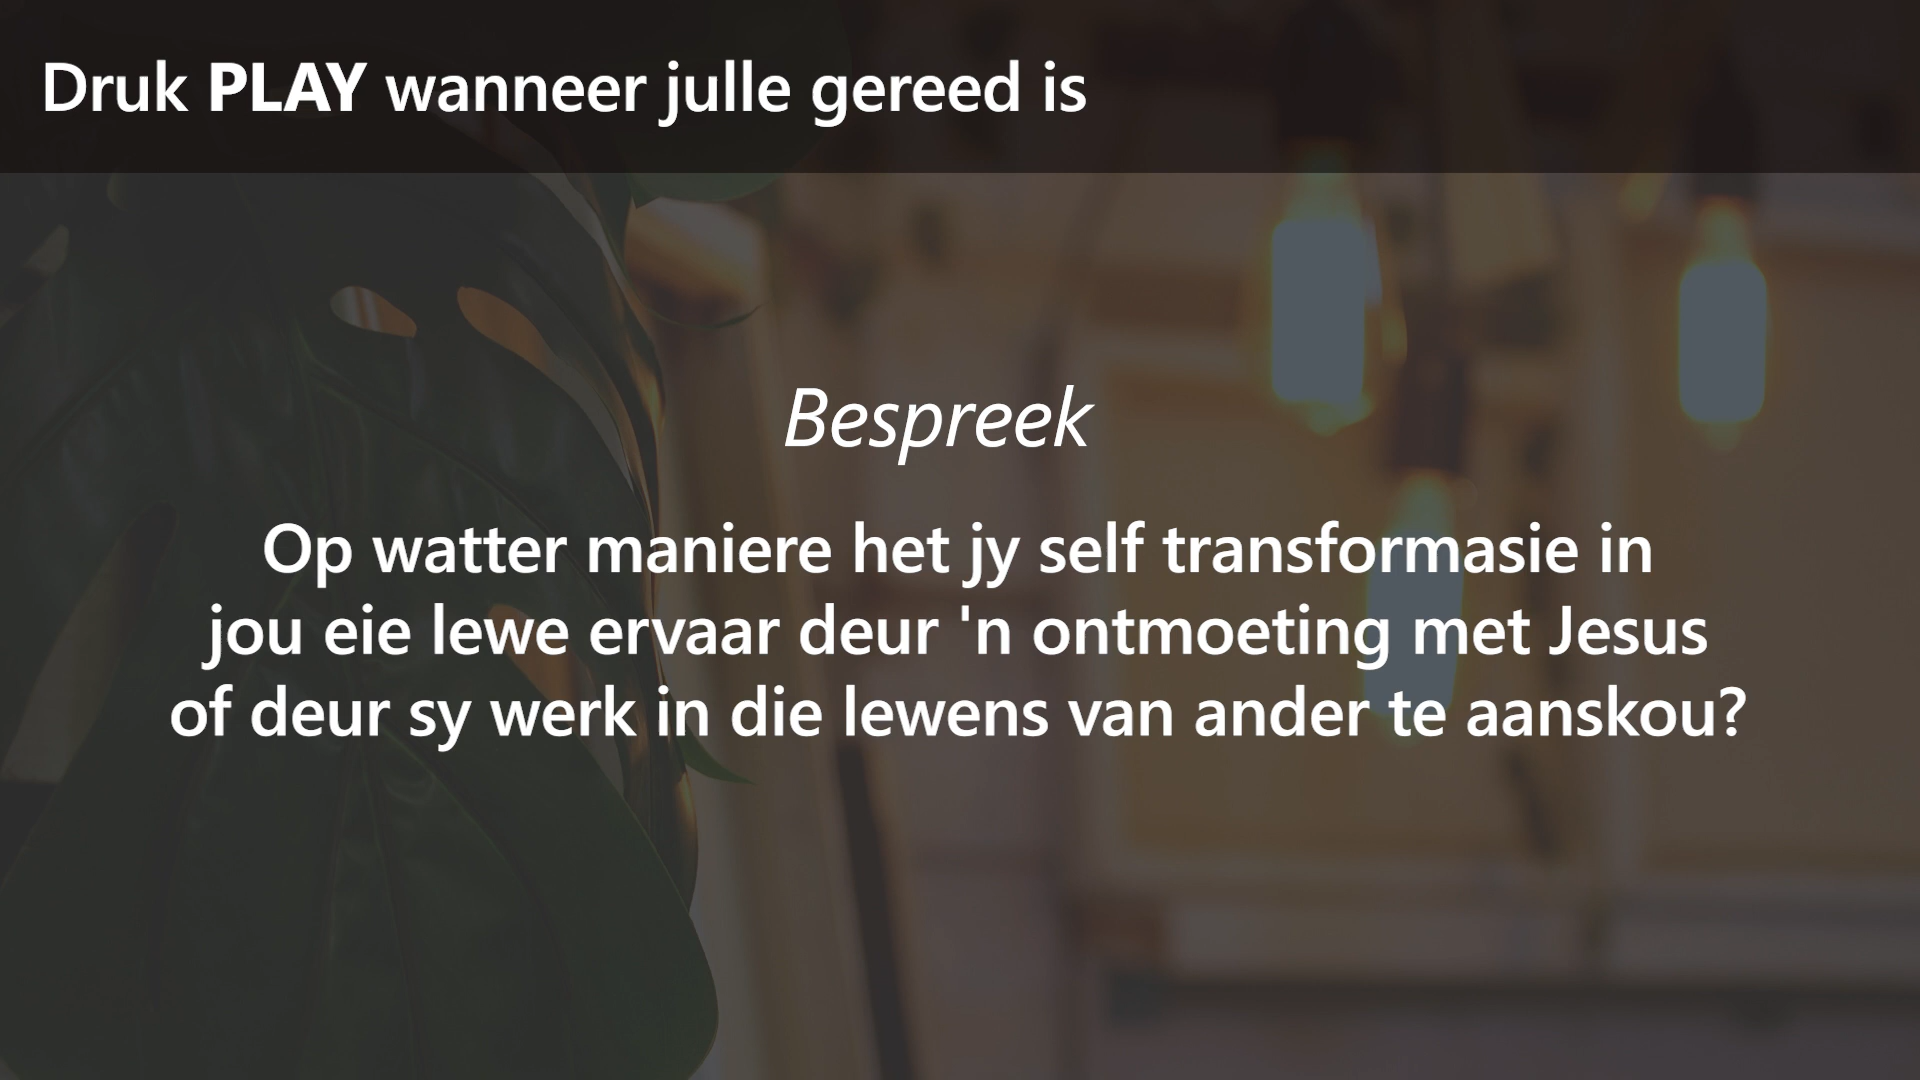 Druk PLAY wanneer julle gereed is
Bespreek
Op watter maniere het jy self transformasie in
jou eie lewe ervaar deur 'n ontmoeting met Jesus
of deur sy werk in die lewens van ander te aanskou?